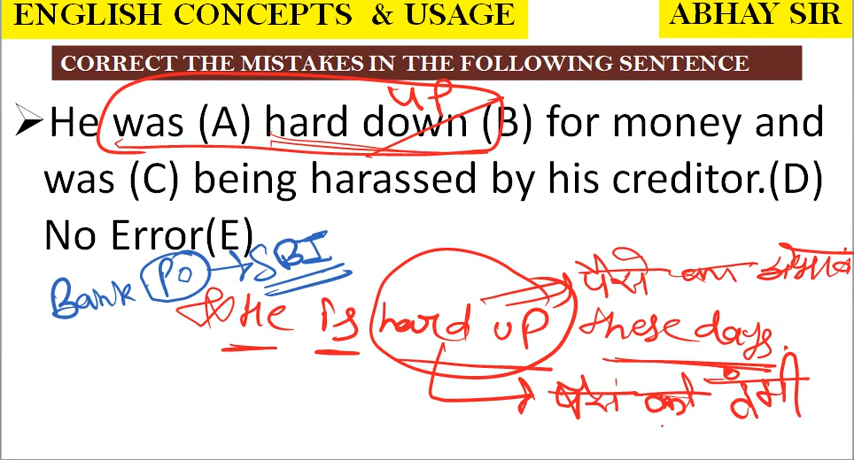 ENGLISH CONCEPTS & USAGE
ABHAY SIR
CORRECT THE MISTAKES IN THE FOLLOWING SENTENCE
up
➢He was (A) hard down (B) for money and
was (C) being harassed by his creditor.(D)
No Error(E)
Bank PO → SBI
पैसे का अभाव
He is hard up these days.
पैसों की तंगी